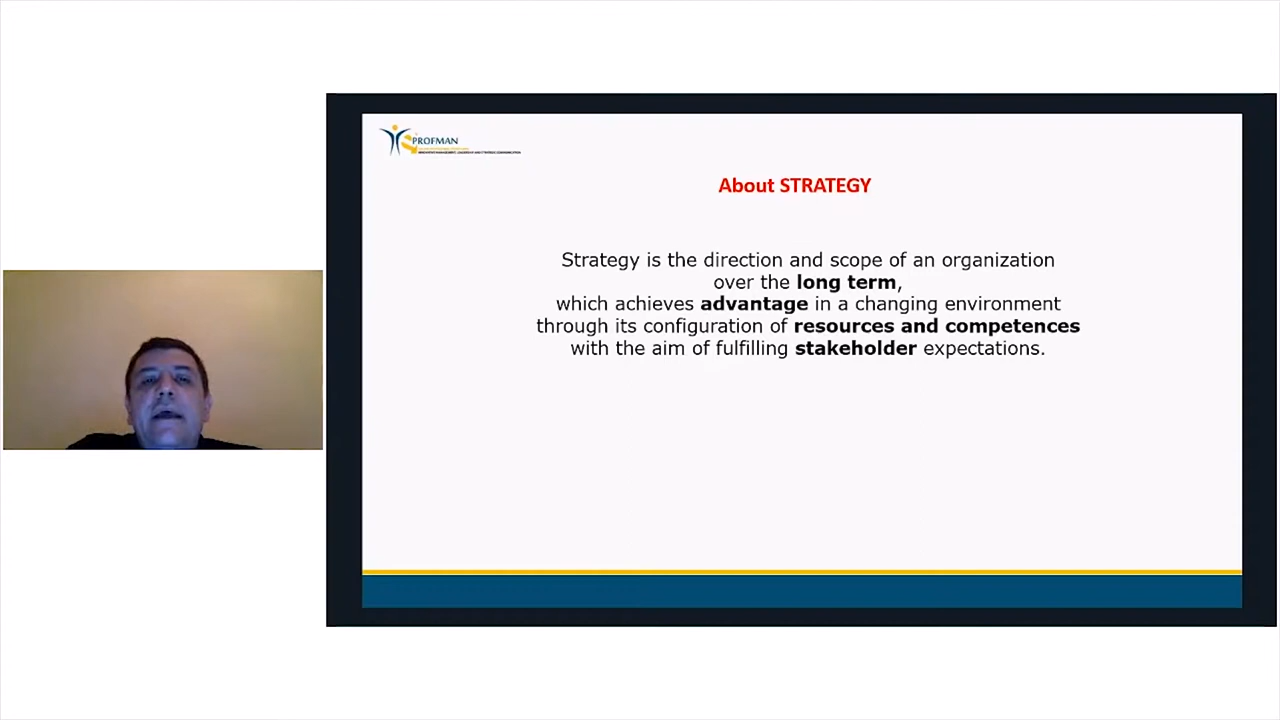 PROFMAN
About STRATEGY
Strategy is the direction and scope of an organization
over the long term,
which achieves advantage in a changing environment
through its configuration of resources and competences
with the aim of fulfilling stakeholder expectations.